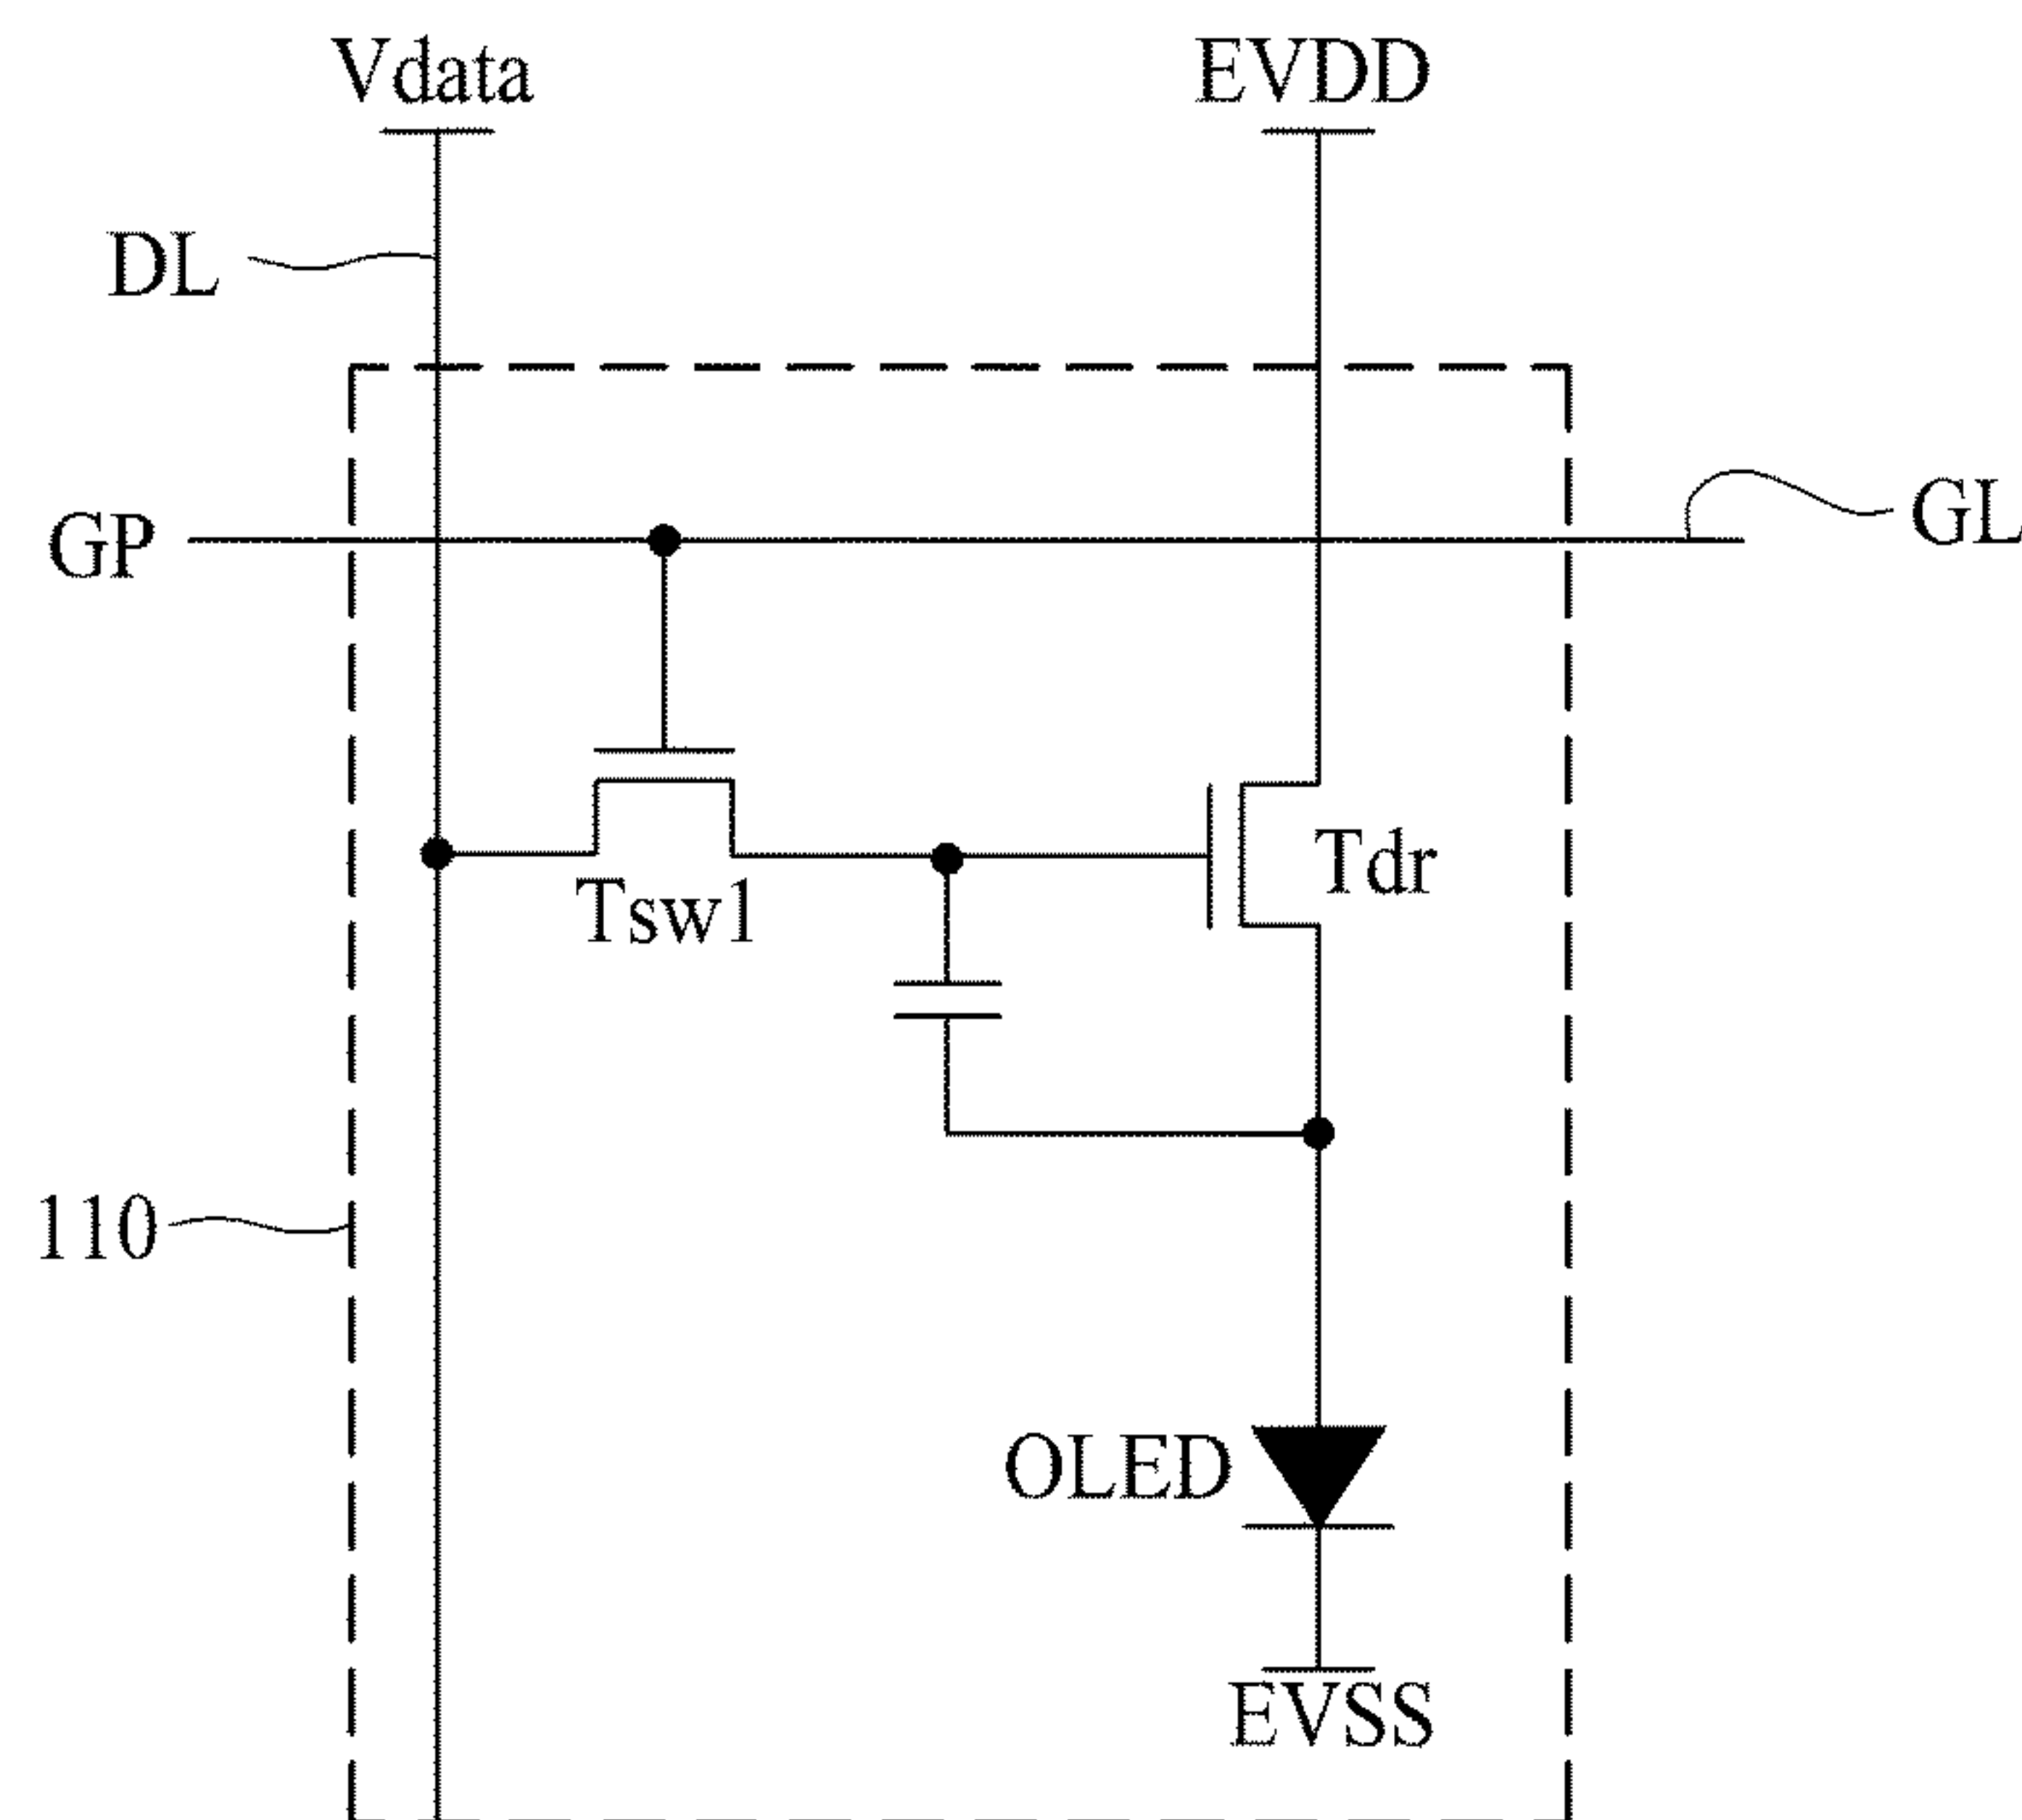 Vdata
EVDD
DL
GP
GL
Tdr
Tsw1
110
OLED
EVSS